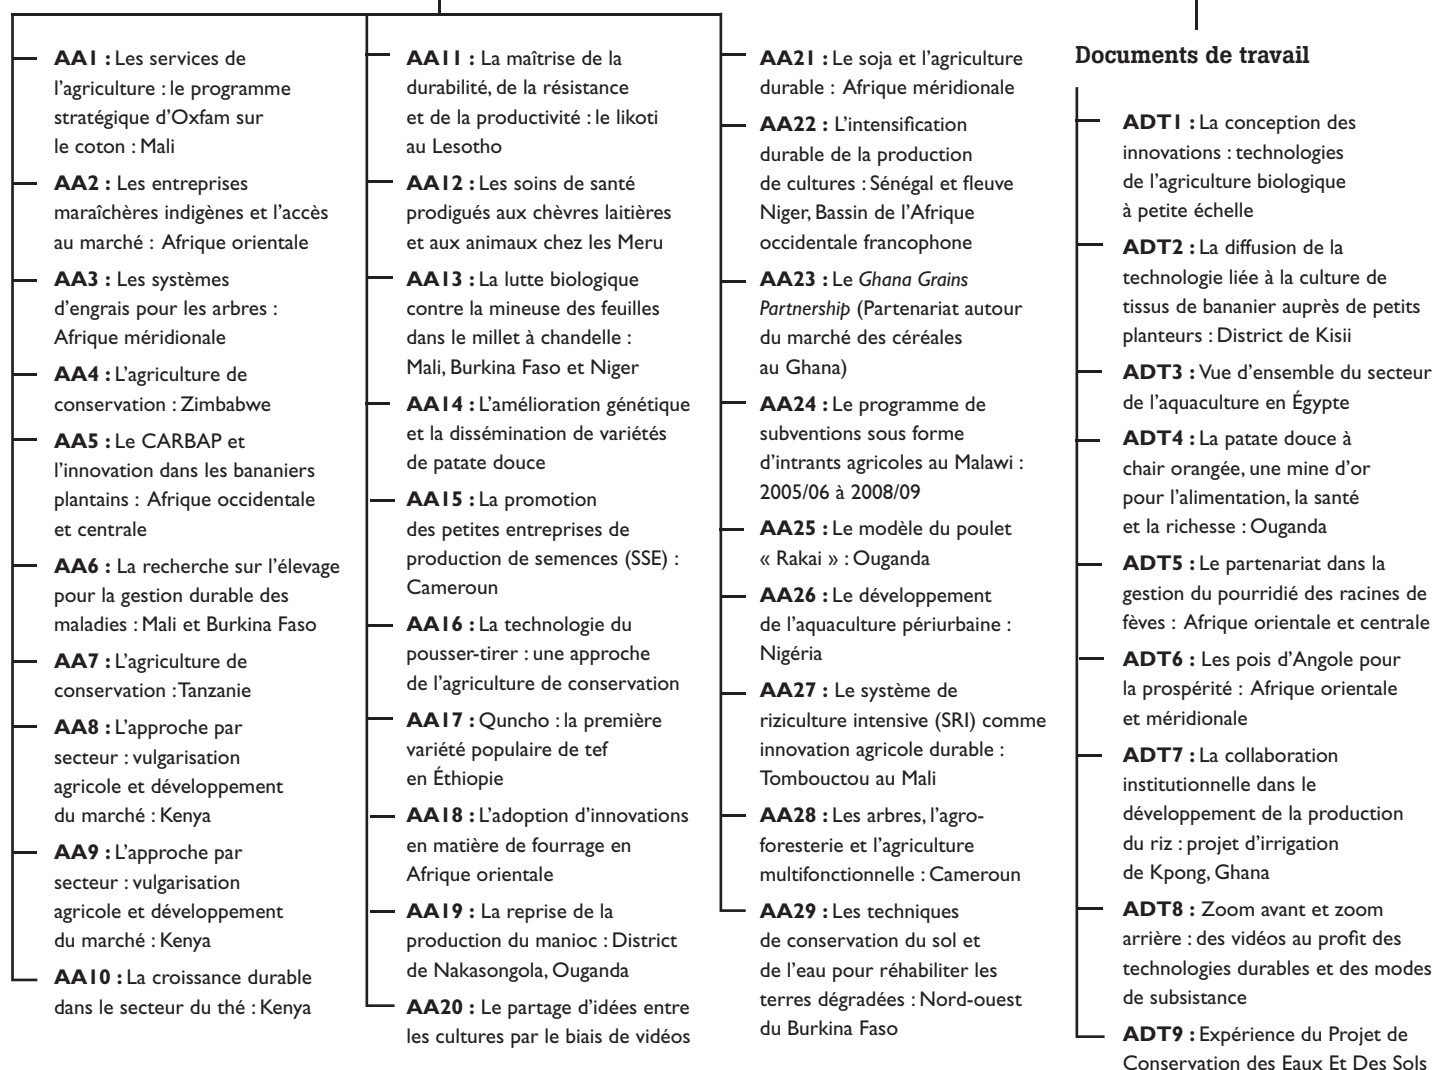 AA1 : Les services de
l'agriculture : le programme
stratégique d'Oxfam sur
le coton : Mali
AA2 : Les entreprises
maraîchères indigènes et l'accès
au marché : Afrique orientale
AA3 : Les systèmes
d'engrais pour les arbres :
Afrique méridionale
AA4 : L'agriculture de
conservation : Zimbabwe
AA5 : Le CARBAP et
l'innovation dans les bananiers
plantains : Afrique occidentale
et centrale
AA6 : La recherche sur l'élevage
pour la gestion durable des
maladies : Mali et Burkina Faso
AA7 : L'agriculture de
conservation : Tanzanie
AA8 : L'approche par
secteur : vulgarisation
agricole et développement
du marché : Kenya
AA9 : L'approche par
secteur : vulgarisation
agricole et développement
du marché : Kenya
AA10 : La croissance durable
dans le secteur du thé : Kenya
AA11 : La maîtrise de la
durabilité, de la résistance
et de la productivité : le likoti
au Lesotho
AA12 : Les soins de santé
prodigués aux chèvres laitières
et aux animaux chez les Meru
AA13 : La lutte biologique
contre la mineuse des feuilles
dans le millet à chandelle :
Mali, Burkina Faso et Niger
AA14 : L'amélioration génétique
et la dissémination de variétés
de patate douce
AA15 : La promotion
des petites entreprises de
production de semences (SSE) :
Cameroun
AA16 : La technologie du
pousser-tirer : une approche
de l'agriculture de conservation
AA17 : Quncho : la première
variété populaire de tef
en Éthiopie
AA18 : L'adoption d'innovations
en matière de fourrage en
Afrique orientale
AA19 : La reprise de la
production du manioc : District
de Nakasongola, Ouganda
AA20 : Le partage d'idées entre
les cultures par le biais de vidéos
AA21 : Le soja et l'agriculture
durable : Afrique méridionale
AA22 : L'intensification
durable de la production
de cultures : Sénégal et fleuve
Niger, Bassin de l'Afrique
occidentale francophone
AA23 : Le Ghana Grains
Partnership (Partenariat autour
du marché des céréales
au Ghana)
AA24 : Le programme de
subventions sous forme
d'intrants agricoles au Malawi :
2005/06 à 2008/09
AA25 : Le modèle du poulet
« Rakai » : Ouganda
AA26 : Le développement
de l'aquaculture périurbaine :
Nigéria
AA27 : Le système de
riziculture intensive (SRI) comme
innovation agricole durable :
Tombouctou au Mali
AA28 : Les arbres, l'agro-
foresterie et l'agriculture
multifonctionnelle : Cameroun
AA29 : Les techniques
de conservation du sol et
de l'eau pour réhabiliter les
terres dégradées : Nord-ouest
du Burkina Faso
Documents de travail
ADT1 : La conception des
innovations : technologies
de l'agriculture biologique
à petite échelle
ADT2 : La diffusion de la
technologie liée à la culture de
tissus de bananier auprès de petits
planteurs : District de Kisii
ADT3 : Vue d'ensemble du secteur
de l'aquaculture en Égypte
ADT4 : La patate douce à
chair orangée, une mine d'or
pour l'alimentation, la santé
et la richesse : Ouganda
ADT5 : Le partenariat dans la
gestion du pourridié des racines de
fèves : Afrique orientale et centrale
ADT6 : Les pois d'Angole pour
la prospérité : Afrique orientale
et méridionale
ADT7 : La collaboration
institutionnelle dans le
développement de la production
du riz : projet d'irrigation
de Kpong, Ghana
ADT8 : Zoom avant et zoom
arrière : des vidéos au profit des
technologies durables et des modes
de subsistance
ADT9 : Expérience du Projet de
Conservation des Eaux Et Des Sols